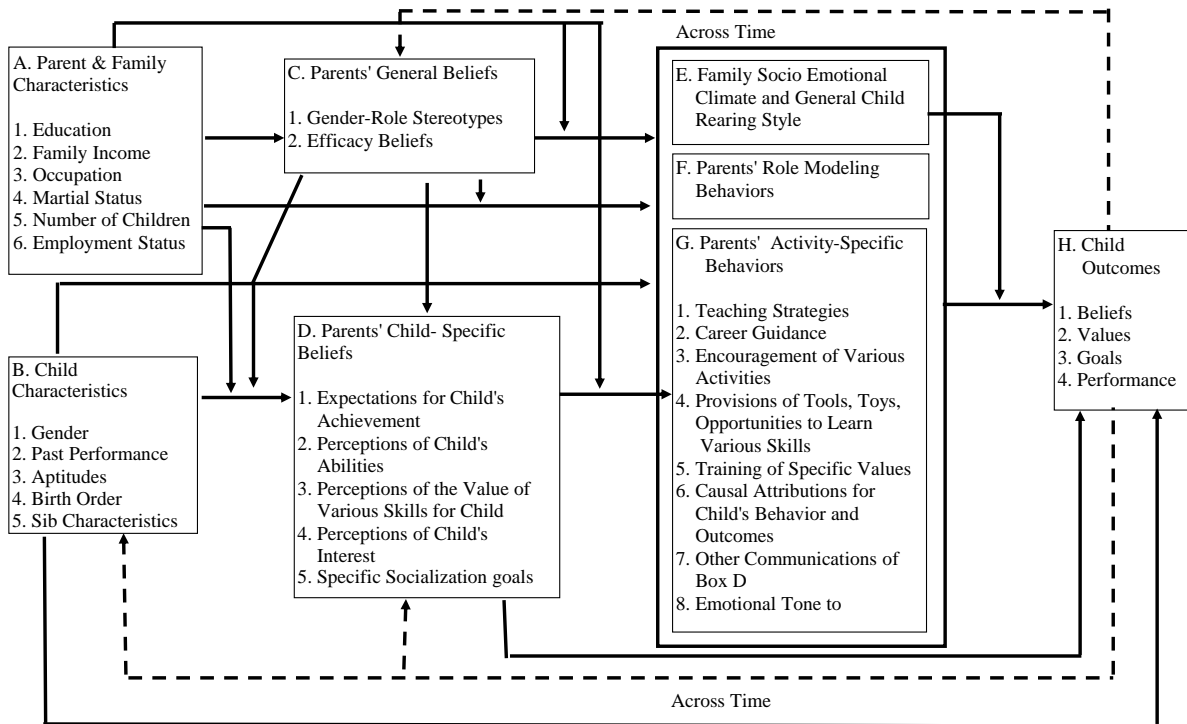 Across Time
A. Parent & Family
Characteristics
1. Education
2. Family Income
3. Occupation
4. Martial Status
5. Number of Children
6. Employment Status
C. Parents' General Beliefs
1. Gender-Role Stereotypes
2. Efficacy Beliefs
E. Family Socio Emotional
Climate and General Child
Rearing Style
F. Parents' Role Modeling
Behaviors
G. Parents' Activity-Specific
Behaviors
1. Teaching Strategies
2. Career Guidance
3. Encouragement of Various
Activities
4. Provisions of Tools, Toys,
Opportunities to Learn
Various Skills
5. Training of Specific Values
6. Causal Attributions for
Child's Behavior and
Outcomes
7. Other Communications of
Box D
8. Emotional Tone to
H. Child
Outcomes
1. Beliefs
2. Values
3. Goals
4. Performance
B. Child
Characteristics
1. Gender
2. Past Performance
3. Aptitudes
4. Birth Order
5. Sib Characteristics
D. Parents' Child- Specific
Beliefs
1. Expectations for Child's
Achievement
2. Perceptions of Child's
Abilities
3. Perceptions of the Value of
Various Skills for Child
4. Perceptions of Child's
Interest
5. Specific Socialization goals
Across Time